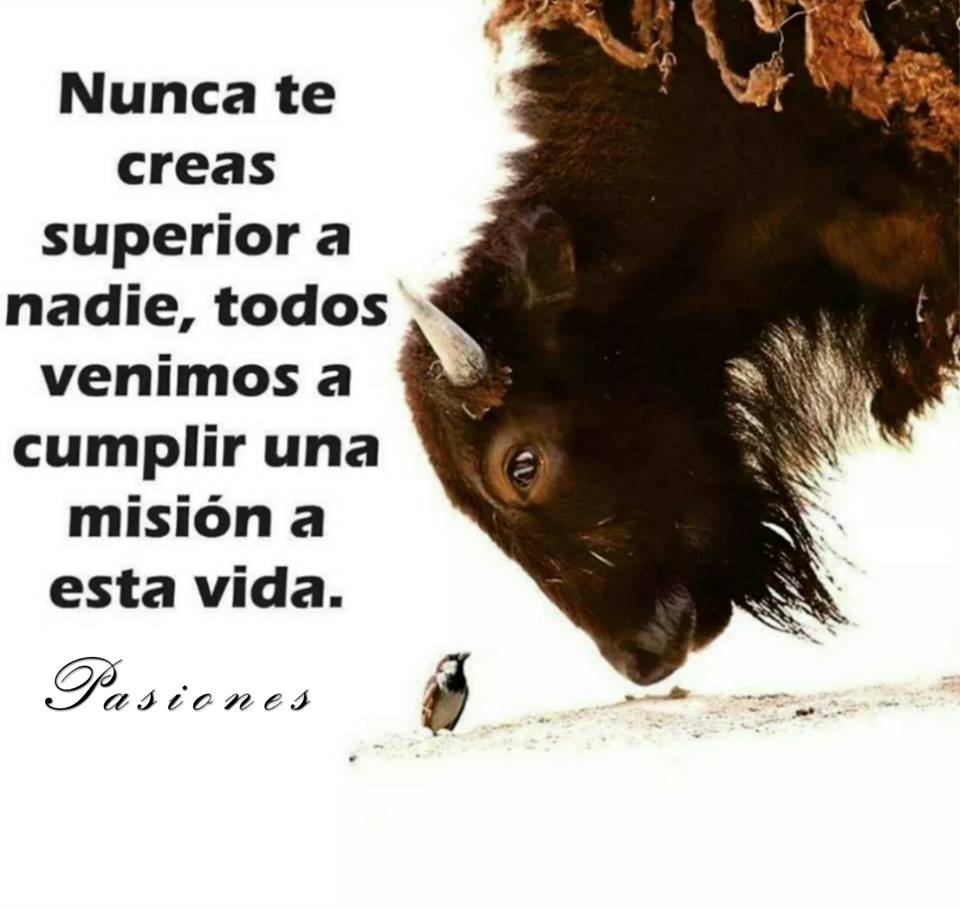 Nunca te
creas
superior a
nadie, todos
venimos a
cumplir una
misión a
esta vida.
Pasiones